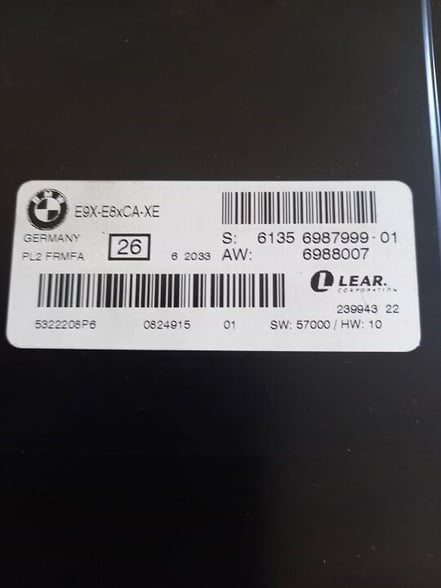 BMW
E9X-E8xCA-XE
GERMANY
PL2 FRMFA
26
6 2033
S: 6135 6987999-01
AW: 6988007
LEAR.
CORPORATION
239943 22
5322208P6 0824915 01 SW: 57000 / HW: 10